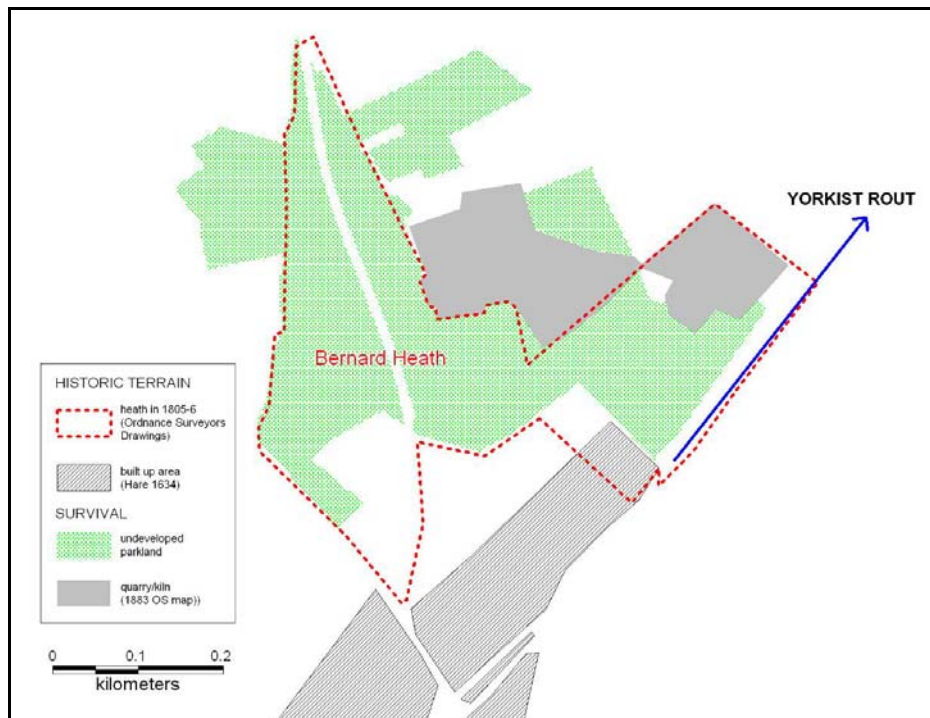 YORKIST ROUT
Bernard Heath
HISTORIC TERRAIN
heath in 1805-6
(Ordnance Surveyors
Drawings)
built up area
(Hare 1634)
SURVIVAL
undeveloped
parkland
quarry/kiln
(1883 OS map))
0 0.1 0.2
kilometers